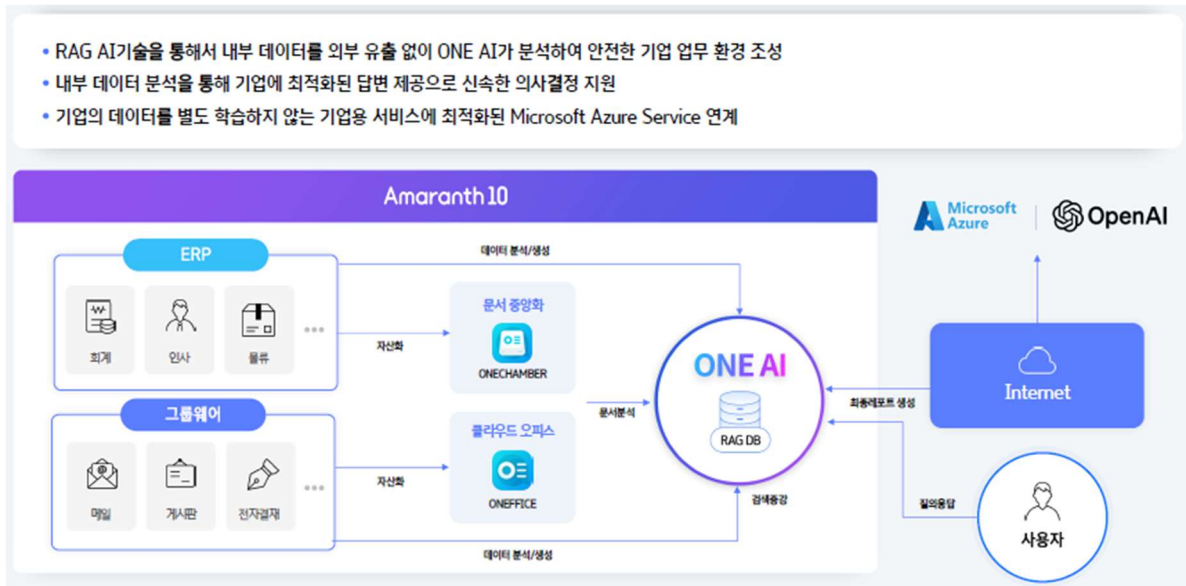 • RAG AI기술을 통해서 내부 데이터를 외부 유출 없이 ONE AI가 분석하여 안전한 기업 업무 환경 조성
• 내부 데이터 분석을 통해 기업에 최적화된 답변 제공으로 신속한 의사결정 지원
• 기업의 데이터를 별도 학습하지 않는 기업용 서비스에 최적화된 Microsoft Azure Service 연계
Amaranth 10
Microsoft Azure
OpenAI
ERP
데이터 분석/생성
회계
인사
물류
자산화
문서 중앙화
ONECHAMBER
ONE AI
RAG DB
문서분석
Internet
최종레포트 생성
그룹웨어
메일
게시판
전자결재
자산화
클라우드 오피스
ONEFFICE
검색증강
질의응답
사용자
데이터 분석/생성